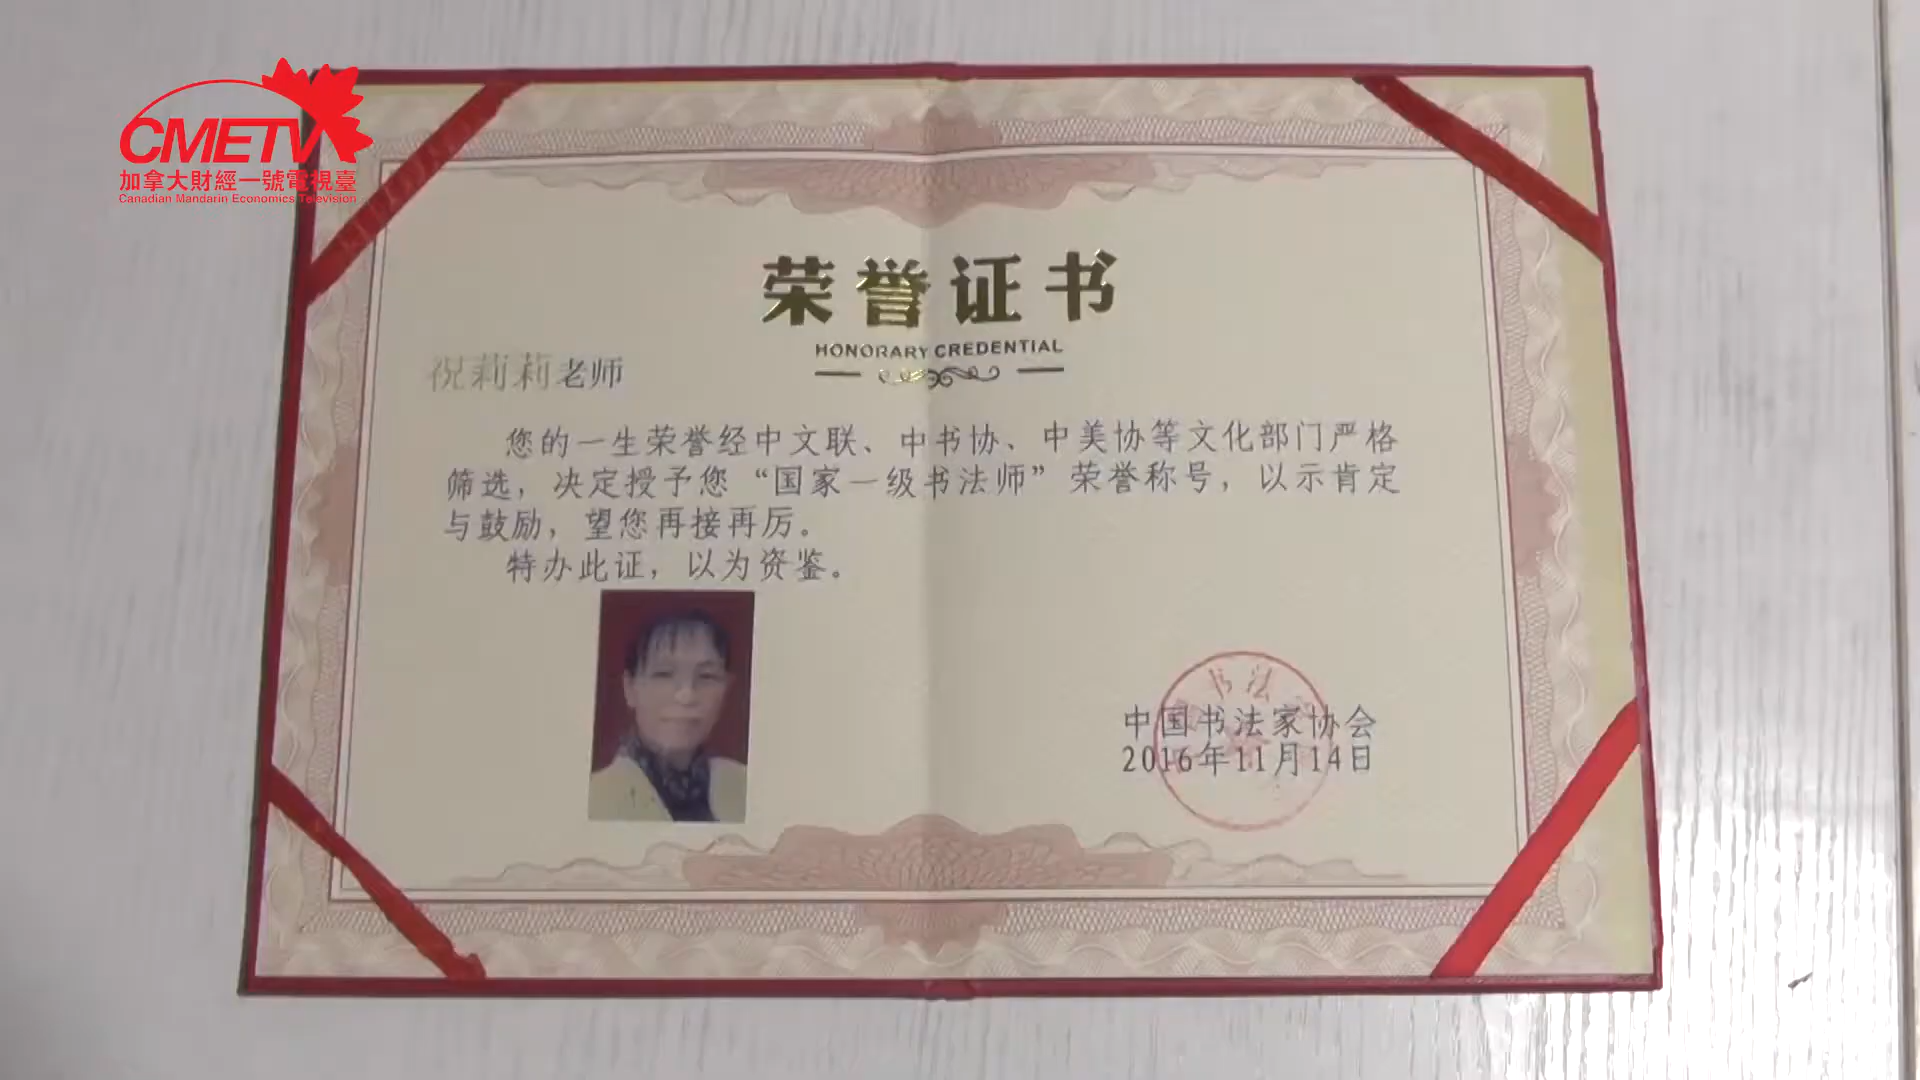 CMETV
加拿大財經一號電視臺
Canadian Mandarin Economics Television
荣誉证书
HONORARY CREDENTIAL
祝莉莉老师
您的一生荣誉经中文联、中书协、中美协等文化部门严格
筛选，决定授予您“国家一级书法师”荣誉称号，以示肯定
与鼓励，望您再接再厉。
特办此证，以为资鉴。
书法
中国书法家协会
2016年11月14日